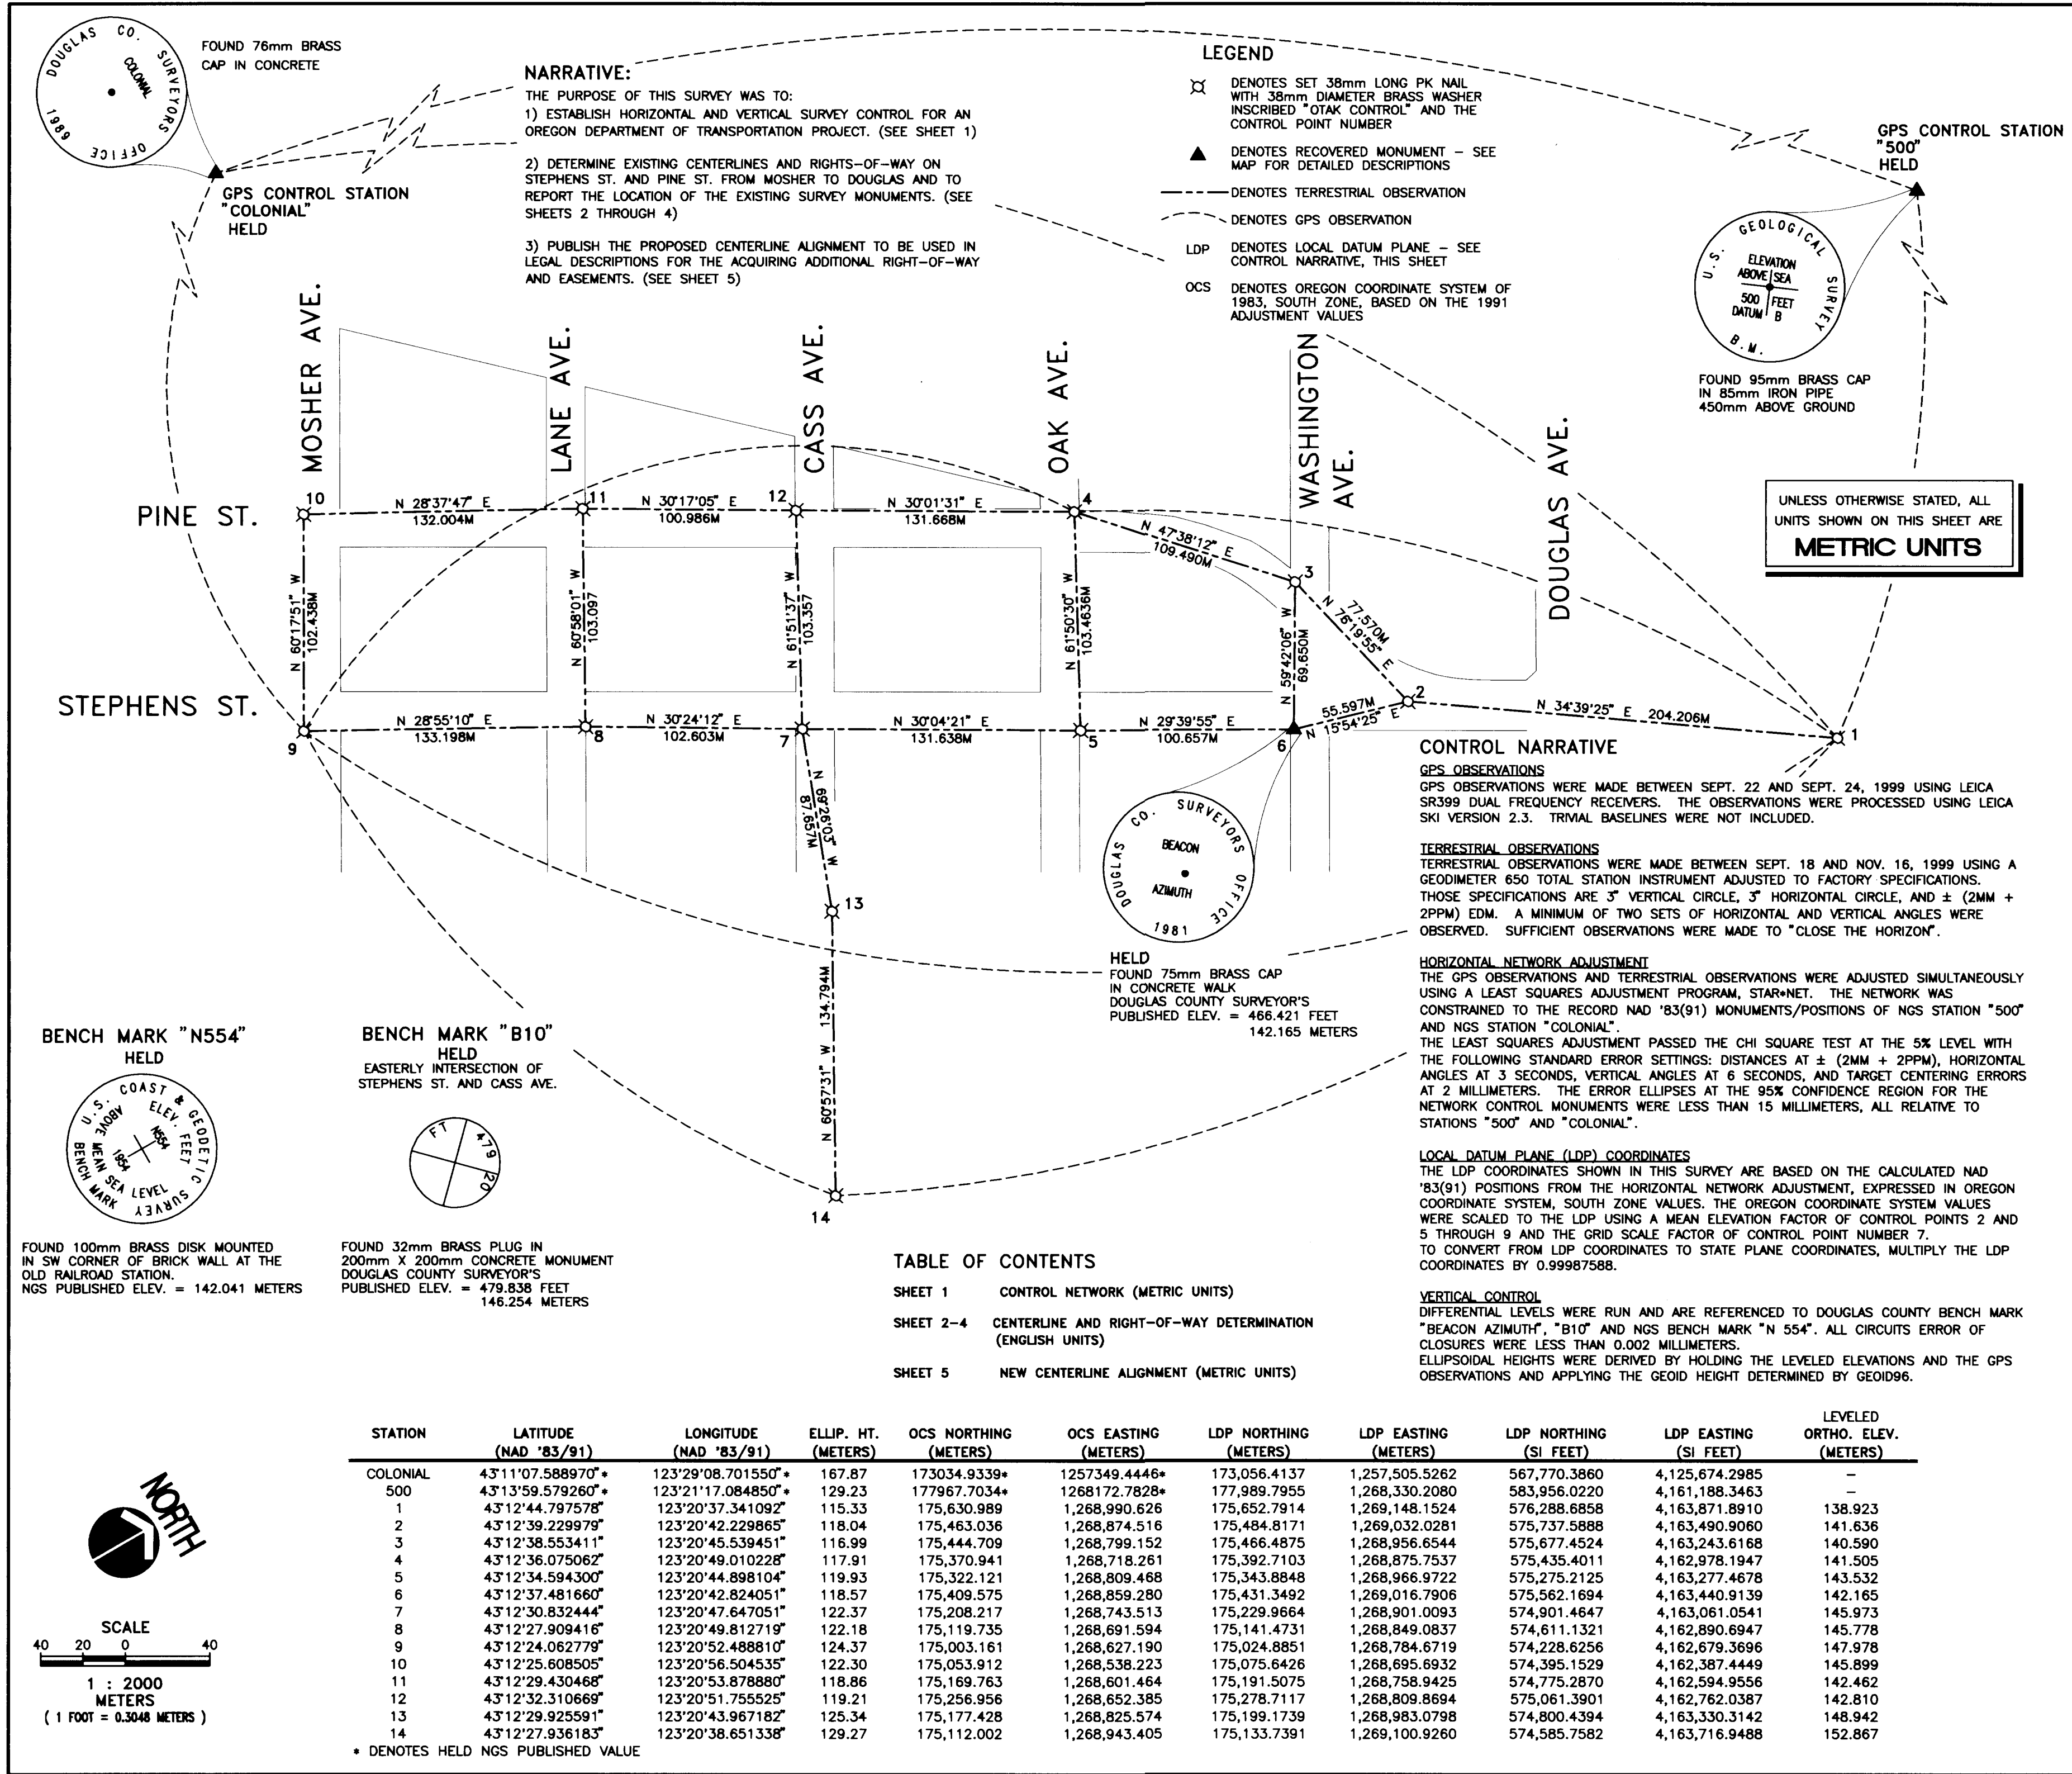 DOUGLAS CO. SURVEYORS OFFICE 1989
COLONIAL
FOUND 76mm BRASS
CAP IN CONCRETE
GPS CONTROL STATION
"COLONIAL"
HELD
NARRATIVE:
THE PURPOSE OF THIS SURVEY WAS TO:
1) ESTABLISH HORIZONTAL AND VERTICAL SURVEY CONTROL FOR AN
OREGON DEPARTMENT OF TRANSPORTATION PROJECT. (SEE SHEET 1)
2) DETERMINE EXISTING CENTERLINES AND RIGHTS-OF-WAY ON
STEPHENS ST. AND PINE ST. FROM MOSHER TO DOUGLAS AND TO
REPORT THE LOCATION OF THE EXISTING SURVEY MONUMENTS. (SEE
SHEETS 2 THROUGH 4)
3) PUBLISH THE PROPOSED CENTERLINE ALIGNMENT TO BE USED IN
LEGAL DESCRIPTIONS FOR THE ACQUIRING ADDITIONAL RIGHT-OF-WAY
AND EASEMENTS. (SEE SHEET 5)
LEGEND
DENOTES SET 38mm LONG PK NAIL
WITH 38mm DIAMETER BRASS WASHER
INSCRIBED "OTAK CONTROL" AND THE
CONTROL POINT NUMBER
DENOTES RECOVERED MONUMENT - SEE
MAP FOR DETAILED DESCRIPTIONS
DENOTES TERRESTRIAL OBSERVATION
DENOTES GPS OBSERVATION
LDP DENOTES LOCAL DATUM PLANE - SEE
CONTROL NARRATIVE, THIS SHEET
OCS DENOTES OREGON COORDINATE SYSTEM OF
1983, SOUTH ZONE, BASED ON THE 1991
ADJUSTMENT VALUES
GPS CONTROL STATION
"500"
HELD
U.S. GEOLOGICAL SURVEY B.M.
ELEVATION
ABOVE SEA
500 FEET
DATUM B
FOUND 95mm BRASS CAP
IN 85mm IRON PIPE
450mm ABOVE GROUND
UNLESS OTHERWISE STATED, ALL
UNITS SHOWN ON THIS SHEET ARE
METRIC UNITS
MOSHER AVE.
LANE AVE.
CASS AVE.
OAK AVE.
WASHINGTON
AVE.
DOUGLAS AVE.
PINE ST.
10
N 28°37'47" E
132.004M
11
N 30°17'05" E
100.986M
12
N 30°01'31" E
131.668M
4
N 47°38'12" E
109.490M
3
N 60°17'51" W
102.438M
N 60°58'01" W
103.097
N 61°51'37" W
103.357
N 61°50'30" W
103.4636M
N 59°42'06" W
69.650M
77.570M
N 76°19'55" E
STEPHENS ST.
9
N 28°55'10" E
133.198M
8
N 30°24'12" E
102.603M
7
N 30°04'21" E
131.638M
5
N 29°39'55" E
100.657M
6
55.597M
N 15°54'25" E
2
N 34°39'25" E 204.206M
1
N 69°26'03" W
87.657M
13
N 60°57'31" W 134.794M
14
DOUGLAS CO. SURVEYORS OFFICE 1981
BEACON
AZIMUTH
HELD
FOUND 75mm BRASS CAP
IN CONCRETE WALK
DOUGLAS COUNTY SURVEYOR'S
PUBLISHED ELEV. = 466.421 FEET
142.165 METERS
CONTROL NARRATIVE
GPS OBSERVATIONS
GPS OBSERVATIONS WERE MADE BETWEEN SEPT. 22 AND SEPT. 24, 1999 USING LEICA
SR399 DUAL FREQUENCY RECEIVERS. THE OBSERVATIONS WERE PROCESSED USING LEICA
SKI VERSION 2.3. TRIVIAL BASELINES WERE NOT INCLUDED.
TERRESTRIAL OBSERVATIONS
TERRESTRIAL OBSERVATIONS WERE MADE BETWEEN SEPT. 18 AND NOV. 16, 1999 USING A
GEODIMETER 650 TOTAL STATION INSTRUMENT ADJUSTED TO FACTORY SPECIFICATIONS.
THOSE SPECIFICATIONS ARE 3" VERTICAL CIRCLE, 3" HORIZONTAL CIRCLE, AND ± (2MM +
2PPM) EDM. A MINIMUM OF TWO SETS OF HORIZONTAL AND VERTICAL ANGLES WERE
OBSERVED. SUFFICIENT OBSERVATIONS WERE MADE TO "CLOSE THE HORIZON".
HORIZONTAL NETWORK ADJUSTMENT
THE GPS OBSERVATIONS AND TERRESTRIAL OBSERVATIONS WERE ADJUSTED SIMULTANEOUSLY
USING A LEAST SQUARES ADJUSTMENT PROGRAM, STAR*NET. THE NETWORK WAS
CONSTRAINED TO THE RECORD NAD '83(91) MONUMENTS/POSITIONS OF NGS STATION "500"
AND NGS STATION "COLONIAL".
THE LEAST SQUARES ADJUSTMENT PASSED THE CHI SQUARE TEST AT THE 5% LEVEL WITH
THE FOLLOWING STANDARD ERROR SETTINGS: DISTANCES AT ± (2MM + 2PPM), HORIZONTAL
ANGLES AT 3 SECONDS, VERTICAL ANGLES AT 6 SECONDS, AND TARGET CENTERING ERRORS
AT 2 MILLIMETERS. THE ERROR ELLIPSES AT THE 95% CONFIDENCE REGION FOR THE
NETWORK CONTROL MONUMENTS WERE LESS THAN 15 MILLIMETERS, ALL RELATIVE TO
STATIONS "500" AND "COLONIAL".
LOCAL DATUM PLANE (LDP) COORDINATES
THE LDP COORDINATES SHOWN IN THIS SURVEY ARE BASED ON THE CALCULATED NAD
'83(91) POSITIONS FROM THE HORIZONTAL NETWORK ADJUSTMENT, EXPRESSED IN OREGON
COORDINATE SYSTEM, SOUTH ZONE VALUES. THE OREGON COORDINATE SYSTEM VALUES
WERE SCALED TO THE LDP USING A MEAN ELEVATION FACTOR OF CONTROL POINTS 2 AND
5 THROUGH 9 AND THE GRID SCALE FACTOR OF CONTROL POINT NUMBER 7.
TO CONVERT FROM LDP COORDINATES TO STATE PLANE COORDINATES, MULTIPLY THE LDP
COORDINATES BY 0.99987588.
VERTICAL CONTROL
DIFFERENTIAL LEVELS WERE RUN AND ARE REFERENCED TO DOUGLAS COUNTY BENCH MARK
"BEACON AZIMUTH", "B10" AND NGS BENCH MARK "N 554". ALL CIRCUITS ERROR OF
CLOSURES WERE LESS THAN 0.002 MILLIMETERS.
ELLIPSOIDAL HEIGHTS WERE DERIVED BY HOLDING THE LEVELED ELEVATIONS AND THE GPS
OBSERVATIONS AND APPLYING THE GEOID HEIGHT DETERMINED BY GEOID96.
BENCH MARK "N554"
HELD
U.S. COAST & GEODETIC SURVEY BENCH MARK
ELEV. FEET ABOVE MEAN SEA LEVEL
N554
1954
FOUND 100mm BRASS DISK MOUNTED
IN SW CORNER OF BRICK WALL AT THE
OLD RAILROAD STATION.
NGS PUBLISHED ELEV. = 142.041 METERS
BENCH MARK "B10"
HELD
EASTERLY INTERSECTION OF
STEPHENS ST. AND CASS AVE.
FT 479 20
FOUND 32mm BRASS PLUG IN
200mm X 200mm CONCRETE MONUMENT
DOUGLAS COUNTY SURVEYOR'S
PUBLISHED ELEV. = 479.838 FEET
146.254 METERS
TABLE OF CONTENTS
SHEET 1 CONTROL NETWORK (METRIC UNITS)
SHEET 2-4 CENTERLINE AND RIGHT-OF-WAY DETERMINATION
(ENGLISH UNITS)
SHEET 5 NEW CENTERLINE ALIGNMENT (METRIC UNITS)
NORTH
SCALE
40 20 0 40
1 : 2000
METERS
( 1 FOOT = 0.3048 METERS )
STATION LATITUDE (NAD '83/91) LONGITUDE (NAD '83/91) ELLIP. HT. (METERS) OCS NORTHING (METERS) OCS EASTING (METERS) LDP NORTHING (METERS) LDP EASTING (METERS) LDP NORTHING (SI FEET) LDP EASTING (SI FEET) LEVELED ORTHO. ELEV. (METERS)
COLONIAL 43°11'07.588970"* 123°29'08.701550"* 167.87 173034.9339* 1257349.4446* 173,056.4137 1,257,505.5262 567,770.3860 4,125,674.2985 -
500 43°13'59.579260"* 123°21'17.084850"* 129.23 177967.7034* 1268172.7828* 177,989.7955 1,268,330.2080 583,956.0220 4,161,188.3463 -
1 43°12'44.797578" 123°20'37.341092" 115.33 175,630.989 1,268,990.626 175,652.7914 1,269,148.1524 576,288.6858 4,163,871.8910 138.923
2 43°12'39.229979" 123°20'42.229865" 118.04 175,463.036 1,268,874.516 175,484.8171 1,269,032.0281 575,737.5888 4,163,490.9060 141.636
3 43°12'38.553411" 123°20'45.539451" 116.99 175,444.709 1,268,799.152 175,466.4875 1,268,956.6544 575,677.4524 4,163,243.6168 140.590
4 43°12'36.075062" 123°20'49.010228" 117.91 175,370.941 1,268,718.261 175,392.7103 1,268,875.7537 575,435.4011 4,162,978.1947 141.505
5 43°12'34.594300" 123°20'44.898104" 119.93 175,322.121 1,268,809.468 175,343.8848 1,268,966.9722 575,275.2125 4,163,277.4678 143.532
6 43°12'37.481660" 123°20'42.824051" 118.57 175,409.575 1,268,859.280 175,431.3492 1,269,016.7906 575,562.1694 4,163,440.9139 142.165
7 43°12'30.832444" 123°20'47.647051" 122.37 175,208.217 1,268,743.513 175,229.9664 1,268,901.0093 574,901.4647 4,163,061.0541 145.973
8 43°12'27.909416" 123°20'49.812719" 122.18 175,119.735 1,268,691.594 175,141.4731 1,268,849.0837 574,611.1321 4,162,890.6947 145.778
9 43°12'24.062779" 123°20'52.488810" 124.37 175,003.161 1,268,627.190 175,024.8851 1,268,784.6719 574,228.6256 4,162,679.3696 147.978
10 43°12'25.608505" 123°20'56.504535" 122.30 175,053.912 1,268,538.223 175,075.6426 1,268,695.6932 574,395.1529 4,162,387.4449 145.899
11 43°12'29.430468" 123°20'53.878880" 118.86 175,169.763 1,268,601.464 175,191.5075 1,268,758.9425 574,775.2870 4,162,594.9556 142.462
12 43°12'32.310669" 123°20'51.755525" 119.21 175,256.956 1,268,652.385 175,278.7117 1,268,809.8694 575,061.3901 4,162,762.0387 142.810
13 43°12'29.925591" 123°20'43.967182" 125.34 175,177.428 1,268,825.574 175,199.1739 1,268,983.0798 574,800.4394 4,163,330.3142 148.942
14 43°12'27.936183" 123°20'38.651338" 129.27 175,112.002 1,268,943.405 175,133.7391 1,269,100.9260 574,585.7582 4,163,716.9488 152.867
* DENOTES HELD NGS PUBLISHED VALUE